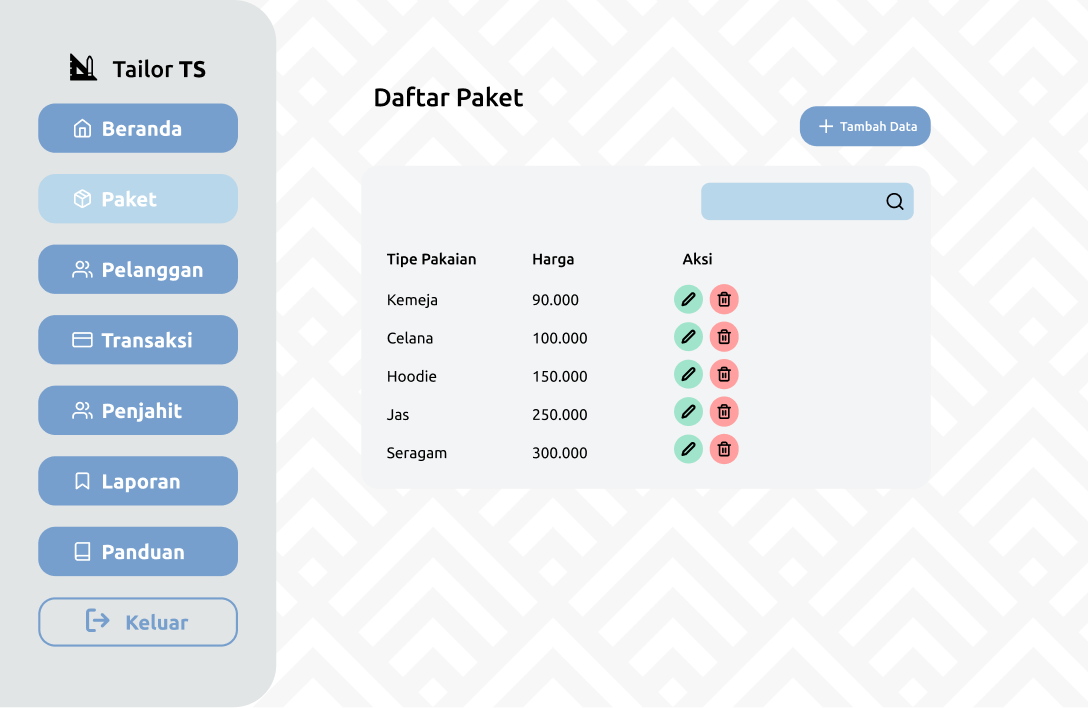 Tailor TS
Beranda
Paket
Pelanggan
Transaksi
Penjahit
Laporan
Panduan
Keluar
Daftar Paket
Tambah Data
Tipe Pakaian Harga Aksi
Kemeja 90.000
Celana 100.000
Hoodie 150.000
Jas 250.000
Seragam 300.000